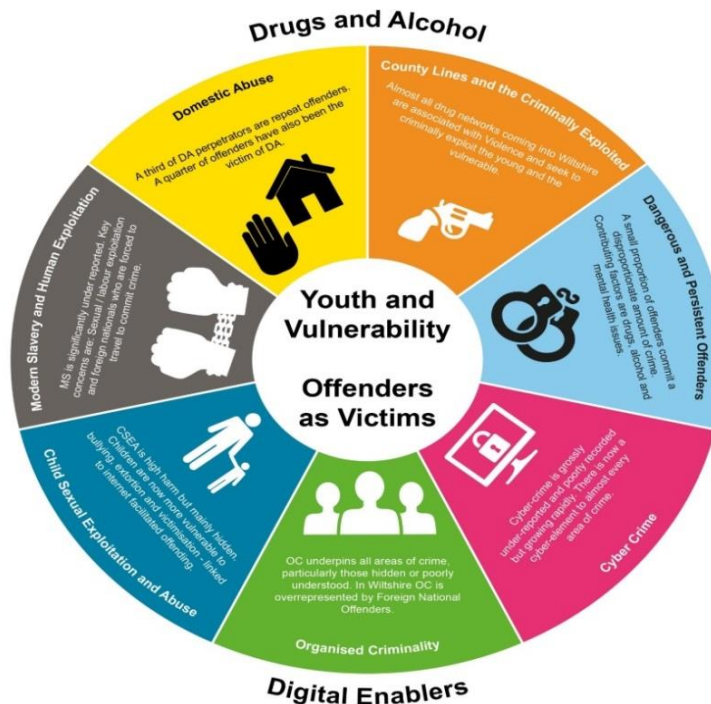 Drugs and Alcohol
Domestic Abuse
A third of DA perpetrators are repeat offenders.
A quarter of offenders have also been the
victim of DA.
County Lines and the Criminally Exploited
Almost all drug networks coming into Wiltshire
are associated with Violence and seek to
criminally exploit the young and the
vulnerable.
Dangerous and Persistent Offenders
A small proportion of offenders commit a
disproportionate amount of crime.
Contributing factors are drugs, alcohol and
mental health issues.
Cyber-crime is grossly
under-reported and poorly recorded
but growing rapidly. There is now a
cyber-element to almost every
area of crime.
Cyber Crime
OC underpins all areas of crime,
particularly those hidden or poorly
understood. In Wiltshire OC is
overrepresented by Foreign National
Offenders.
Organised Criminality
CSEA is high harm but mainly hidden,
Children are now more vulnerable to
bullying, extortion and victimisation - linked
to internet facilitated offending.
Child Sexual Exploitation and Abuse
Modern Slavery and Human Exploitation
MS is significantly under reported. Key
concerns are: Sexual / labour exploitation
and foreign nationals who are forced to
travel to commit crime.
Youth and
Vulnerability
Offenders
as Victims
Digital Enablers